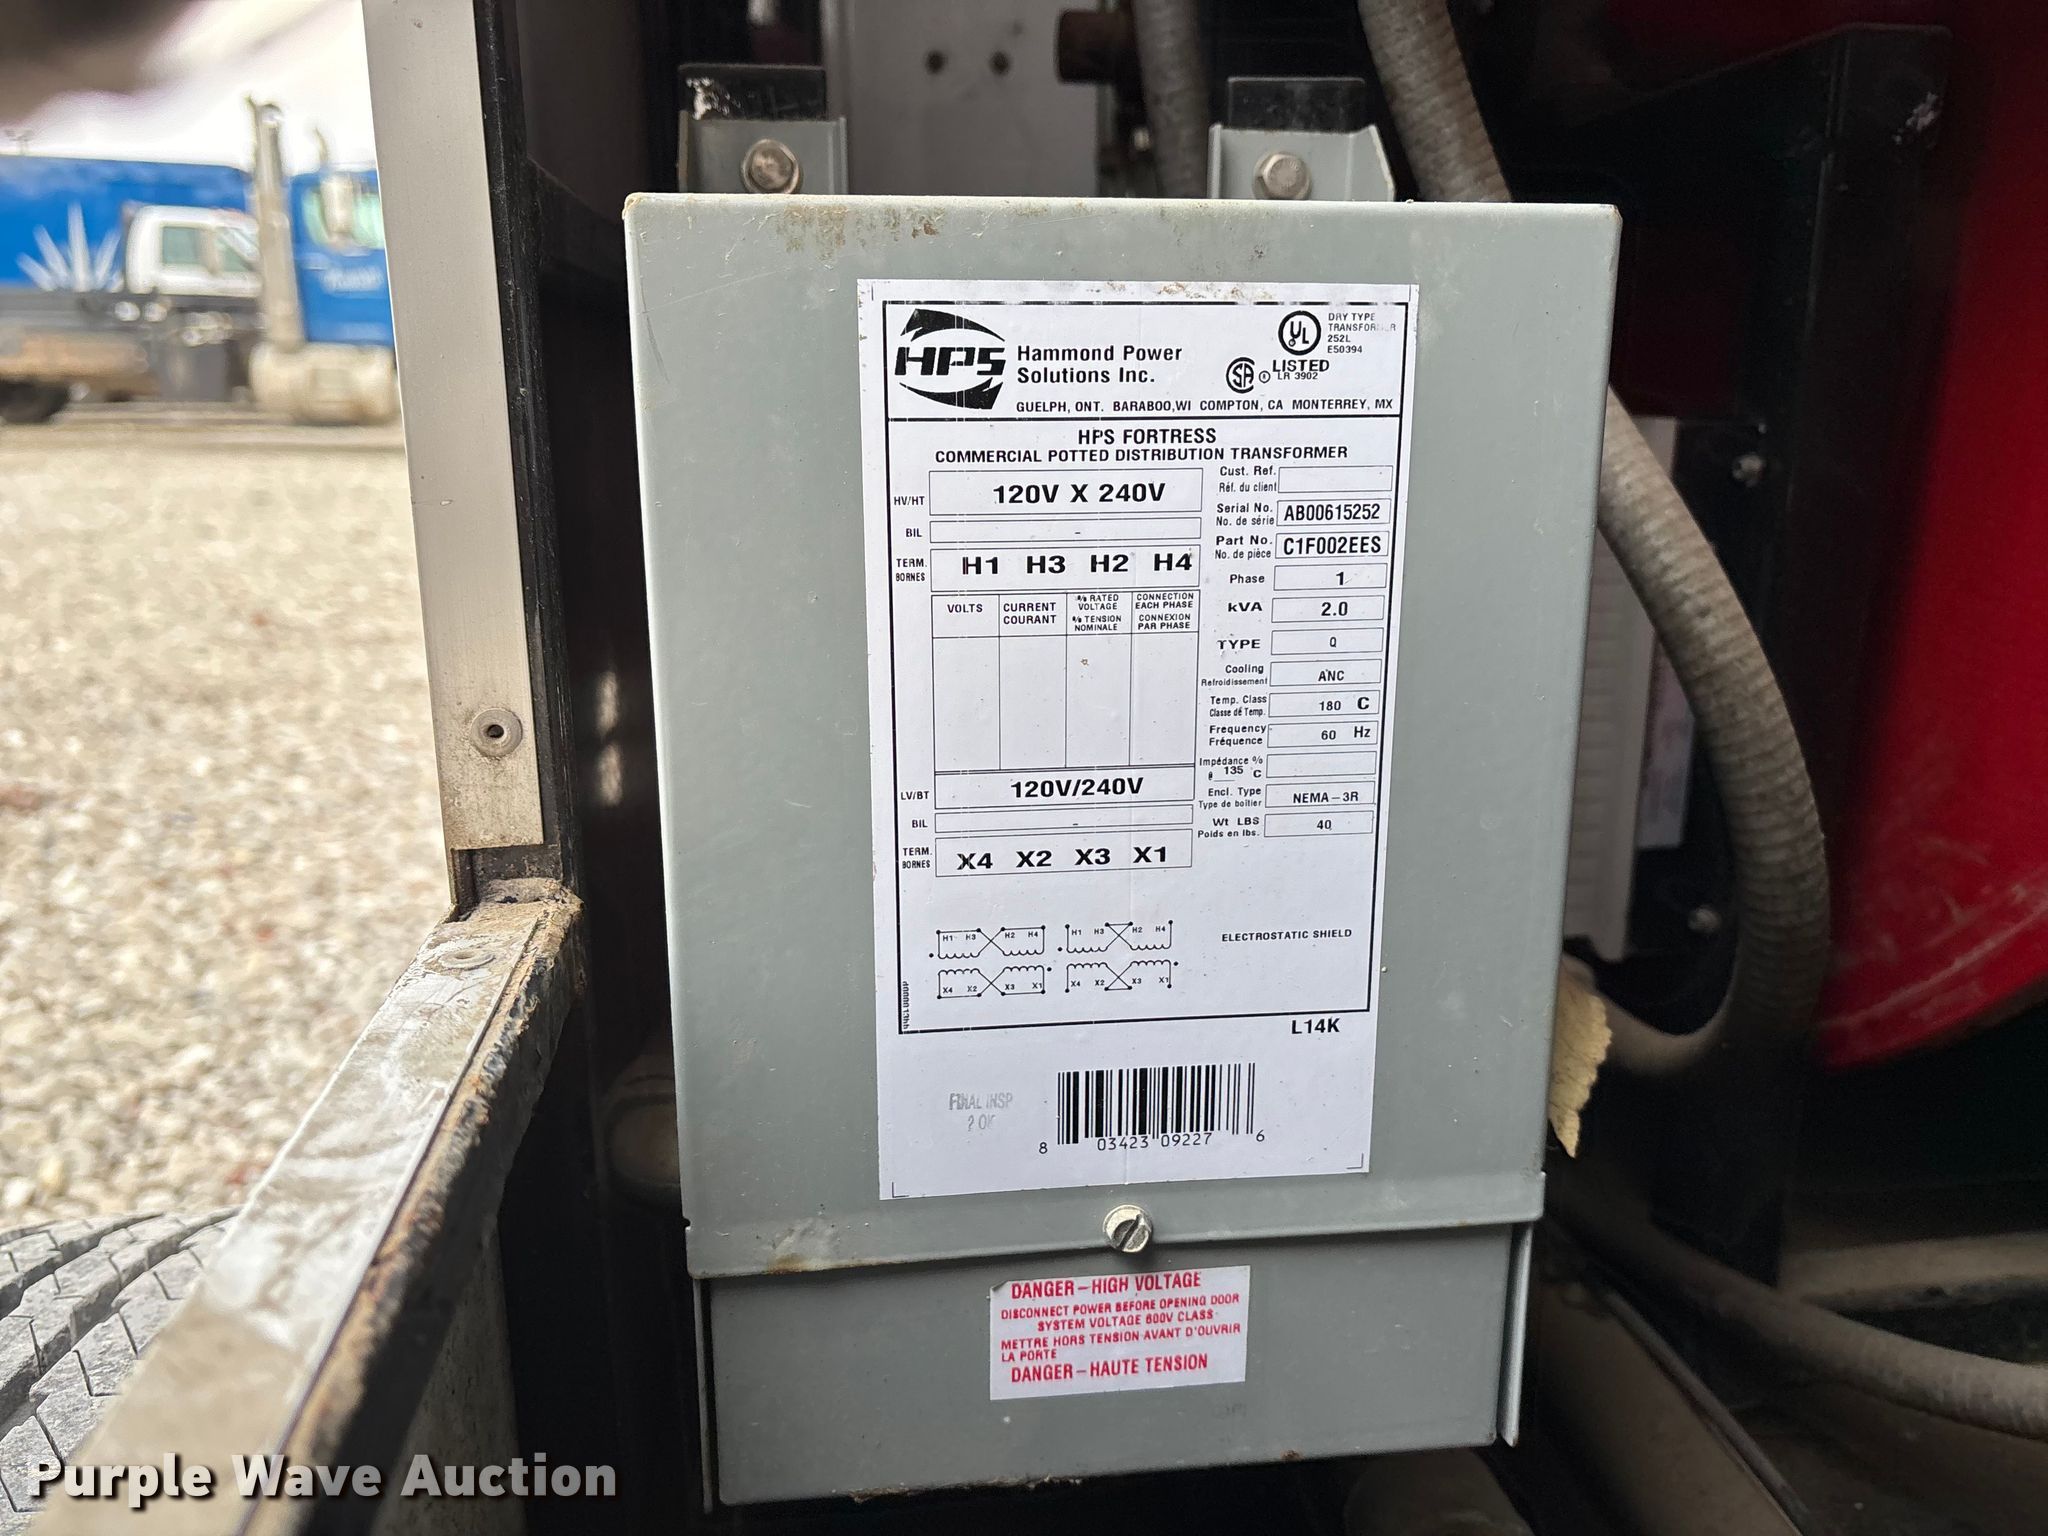 HPS
Hammond Power
Solutions Inc.
UL
DRY TYPE
TRANSFORMER
252L
E50394
LISTED
LR 3902
GUELPH, ONT. BARABOO,WI COMPTON, CA MONTERREY, MX
HPS FORTRESS
COMMERCIAL POTTED DISTRIBUTION TRANSFORMER
HV/HT 120V X 240V
BIL -
TERM. BORNES H1 H3 H2 H4
VOLTS CURRENT COURANT % RATED VOLTAGE % TENSION NOMINALE CONNECTION EACH PHASE CONNEXION PAR PHASE
LV/BT 120V/240V
BIL -
TERM. BORNES X4 X2 X3 X1
Cust. Ref.
Réf. du client
Serial No. No. de série AB00615252
Part No. No. de pièce C1F002EES
Phase 1
kVA 2.0
TYPE Q
Cooling Refroidissement ANC
Temp. Class Classe de Temp. 180 C
Frequency Fréquence 60 Hz
Impédance % @ 135 C
Encl. Type Type de boîtier NEMA-3R
Wt LBS Poids en lbs. 40
H1 H3 H2 H4 H1 H3 H2 H4
X4 X2 X3 X1 X4 X2 X3 X1
ELECTROSTATIC SHIELD
L14K
FINAL INSP
2 OK
8 03423 09227 6
DANGER-HIGH VOLTAGE
DISCONNECT POWER BEFORE OPENING DOOR
SYSTEM VOLTAGE 600V CLASS
METTRE HORS TENSION AVANT D'OUVRIR
LA PORTE
DANGER-HAUTE TENSION
Purple Wave Auction